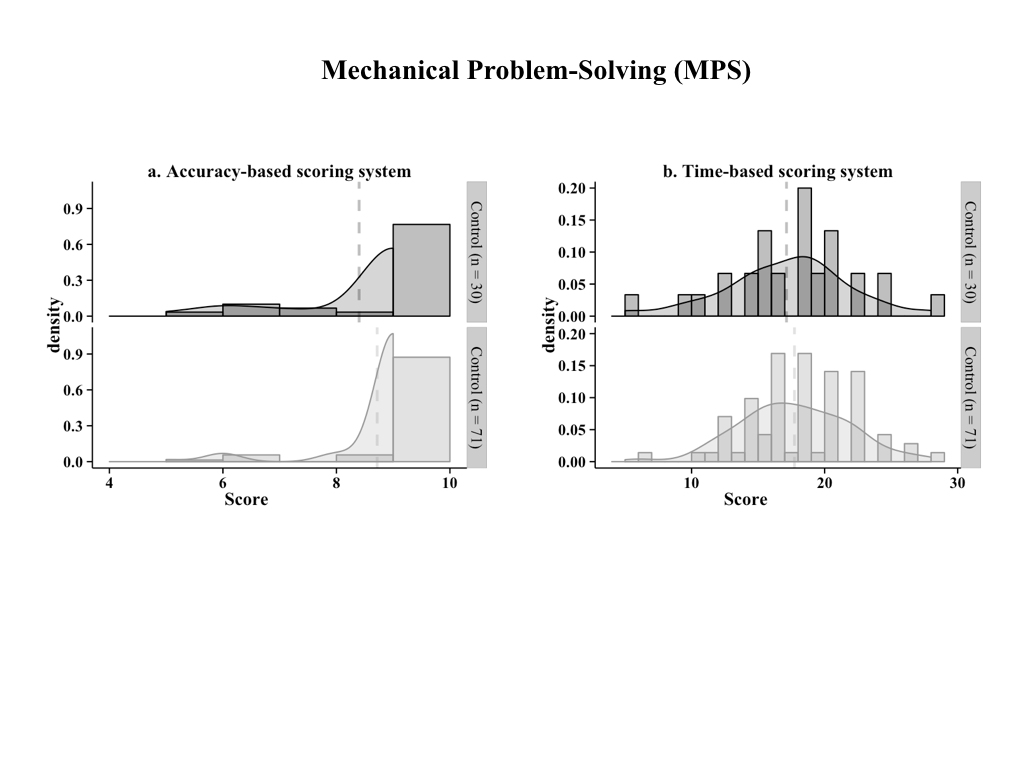 Mechanical Problem-Solving (MPS)
a. Accuracy-based scoring system
0.9
0.6
0.3
0.0
Control (n = 30)
density
0.9
0.6
0.3
0.0
Control (n = 71)
4 6 8 10
Score
b. Time-based scoring system
0.20
0.15
0.10
0.05
0.00
Control (n = 30)
density
0.20
0.15
0.10
0.05
0.00
Control (n = 71)
10 20 30
Score